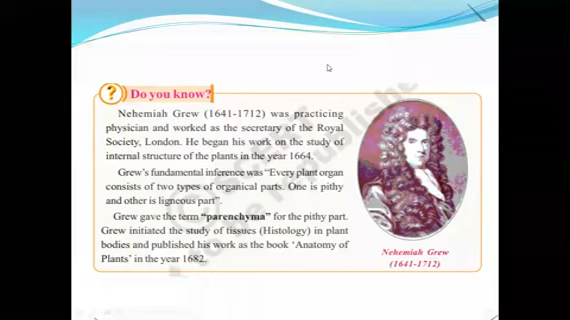 ?
Do you know?
Nehemiah Grew (1641-1712) was practicing
physician and worked as the secretary of the Royal
Society, London. He began his work on the study of
internal structure of the plants in the year 1664.
Grew's fundamental inference was "Every plant organ
consists of two types of organical parts. One is pithy
and other is ligneous part".
Grew gave the term "parenchyma" for the pithy part.
Grew initiated the study of tissues (Histology) in plant
bodies and published his work as the book 'Anatomy of
Plants' in the year 1682.
Nehemiah Grew
(1641-1712)